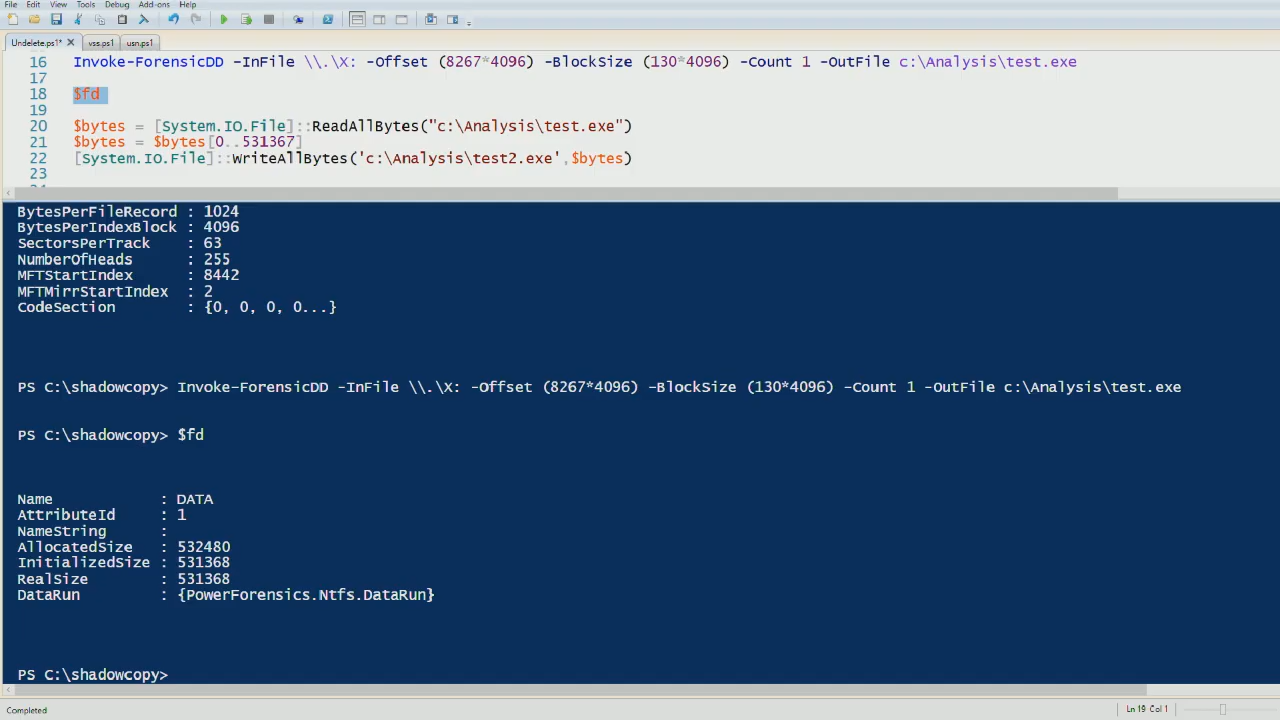 File Edit View Tools Debug Add-ons Help
Undelete.ps1* X vss.ps1 usn.ps1
16 Invoke-ForensicDD -InFile \\.\X: -Offset (8267*4096) -BlockSize (130*4096) -Count 1 -OutFile c:\Analysis\test.exe
17
18 $fd
19
20 $bytes = [System.IO.File]::ReadAllBytes("c:\Analysis\test.exe")
21 $bytes = $bytes[0..531367]
22 [System.IO.File]::WriteAllBytes('c:\Analysis\test2.exe',$bytes)
23
BytesPerFileRecord : 1024
BytesPerIndexBlock : 4096
SectorsPerTrack : 63
NumberOfHeads : 255
MFTStartIndex : 8442
MFTMirrStartIndex : 2
CodeSection : {0, 0, 0, 0...}
PS C:\shadowcopy> Invoke-ForensicDD -InFile \\.\X: -Offset (8267*4096) -BlockSize (130*4096) -Count 1 -OutFile c:\Analysis\test.exe
PS C:\shadowcopy> $fd
Name : DATA
AttributeId : 1
NameString :
AllocatedSize : 532480
InitializedSize : 531368
RealSize : 531368
DataRun : {PowerForensics.Ntfs.DataRun}
PS C:\shadowcopy>
Completed Ln 19 Col 1